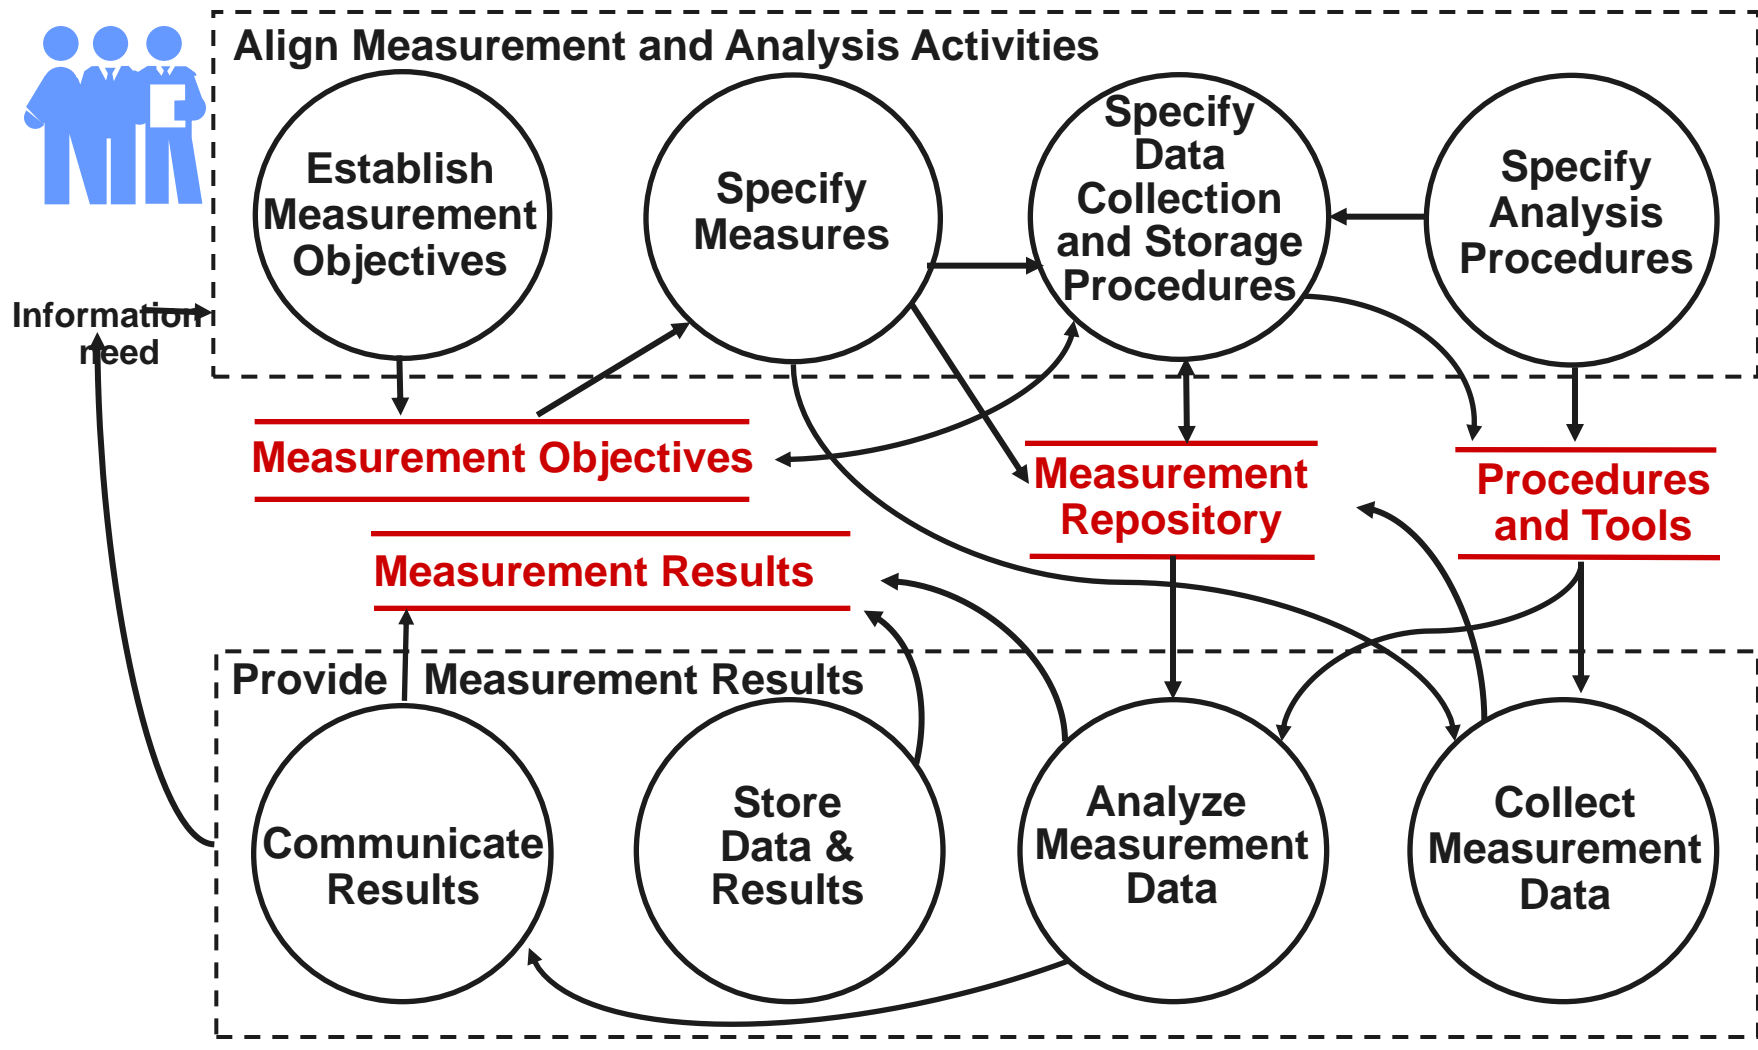 Align Measurement and Analysis Activities
Establish
Measurement
Objectives
Specify
Measures
Specify
Data
Collection
and Storage
Procedures
Specify
Analysis
Procedures
Information
need
Measurement Objectives
Measurement
Repository
Procedures
and Tools
Measurement Results
Provide Measurement Results
Communicate
Results
Store
Data &
Results
Analyze
Measurement
Data
Collect
Measurement
Data